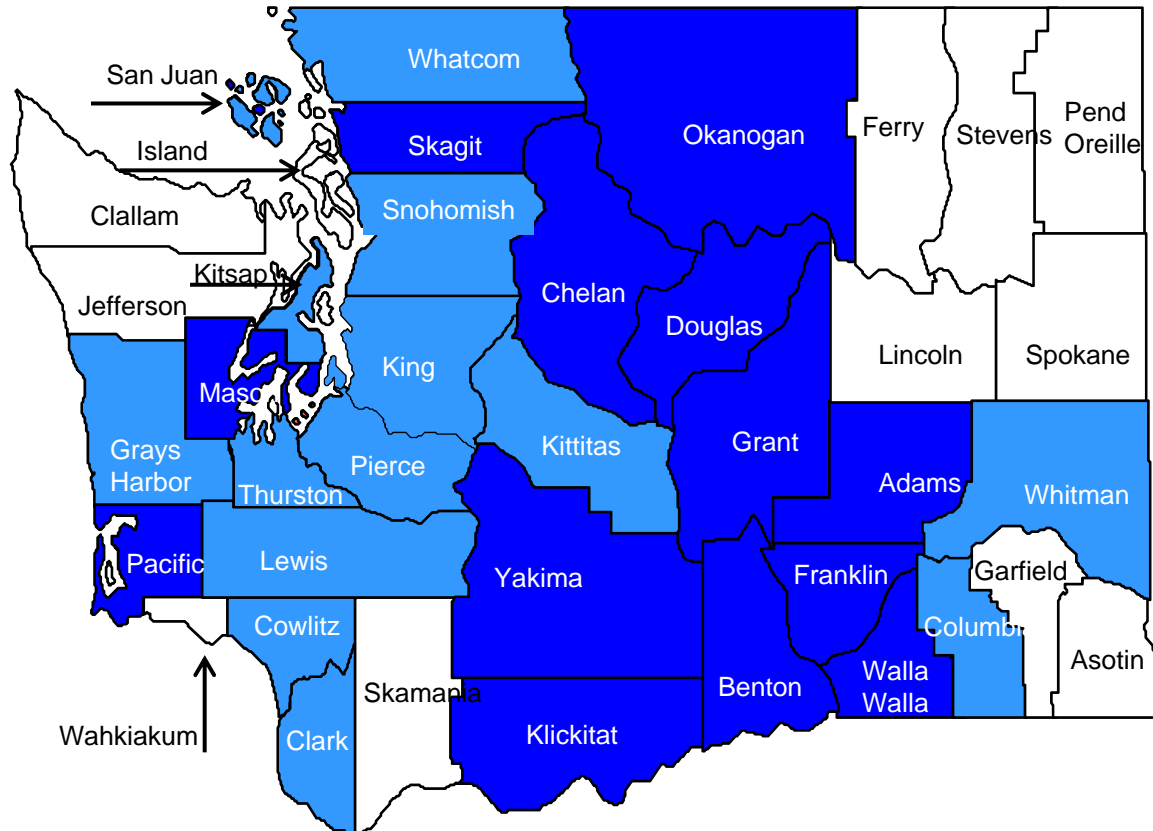 Whatcom
San Juan
Skagit
Okanogan
Ferry
Stevens
Pend
Oreille
Island
Clallam
Snohomish
Kitsap
Jefferson
Chelan
Douglas
Lincoln
Spokane
King
Maso
Grays
Harbor
Pierce
Kittitas
Grant
Thurston
Adams
Whitman
Pacific
Lewis
Yakima
Franklin
Garfield
Cowlitz
Columbi
Asotin
Skamania
Benton
Walla
Walla
Wahkiakum
Clark
Klickitat